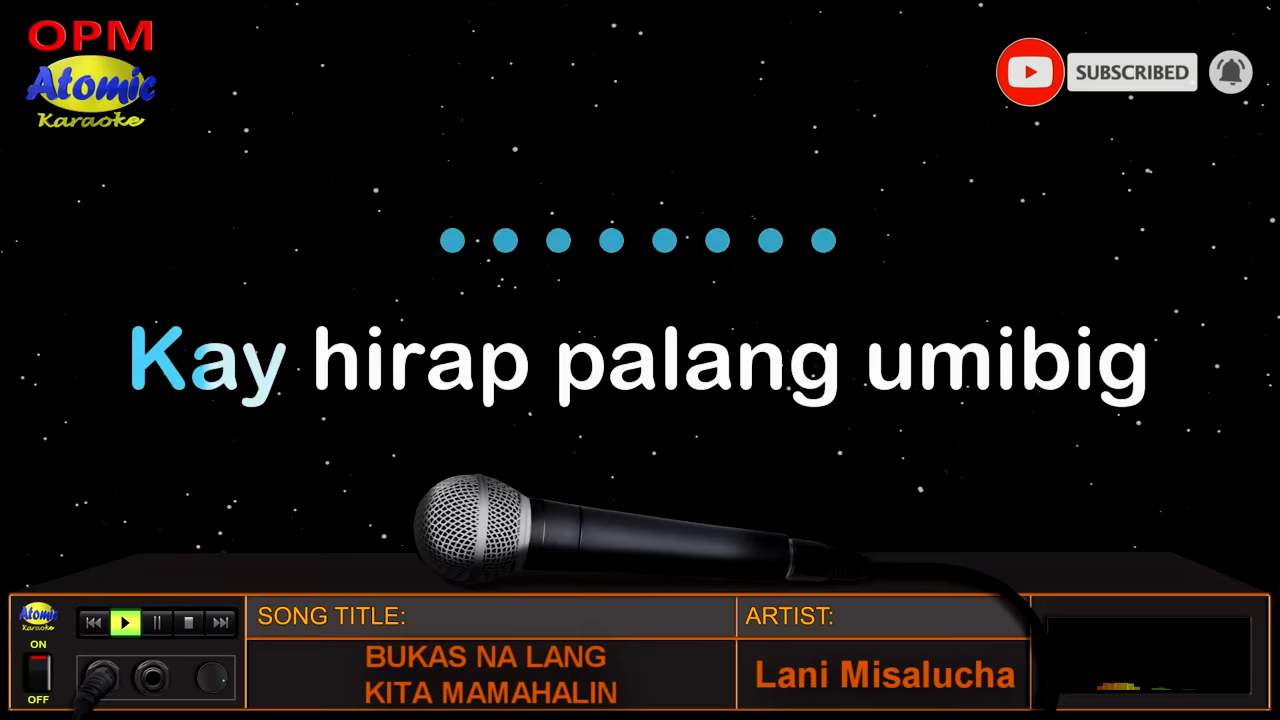 OPM
Atomic
Karaoke
SUBSCRIBED
Kay hirap palang umibig
Atomic
Karaoke
ON
OFF
SONG TITLE:
BUKAS NA LANG
KITA MAMAHALIN
ARTIST:
Lani Misalucha